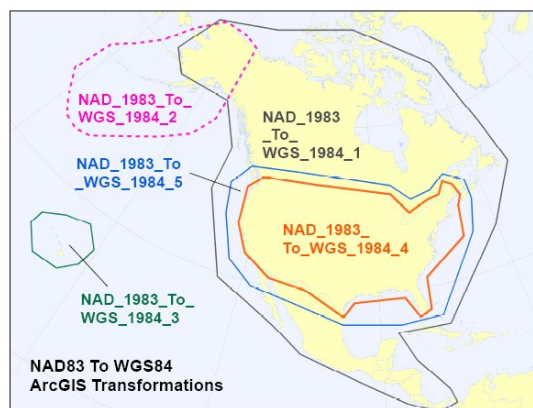 NAD_1983_To_
WGS_1984_2
NAD_1983
_To_
WGS_1984_1
NAD_1983_To
_WGS_1984_5
NAD_1983_
To_WGS_1984_4
NAD_1983_To_
WGS_1984_3
NAD83 To WGS84
ArcGIS Transformations